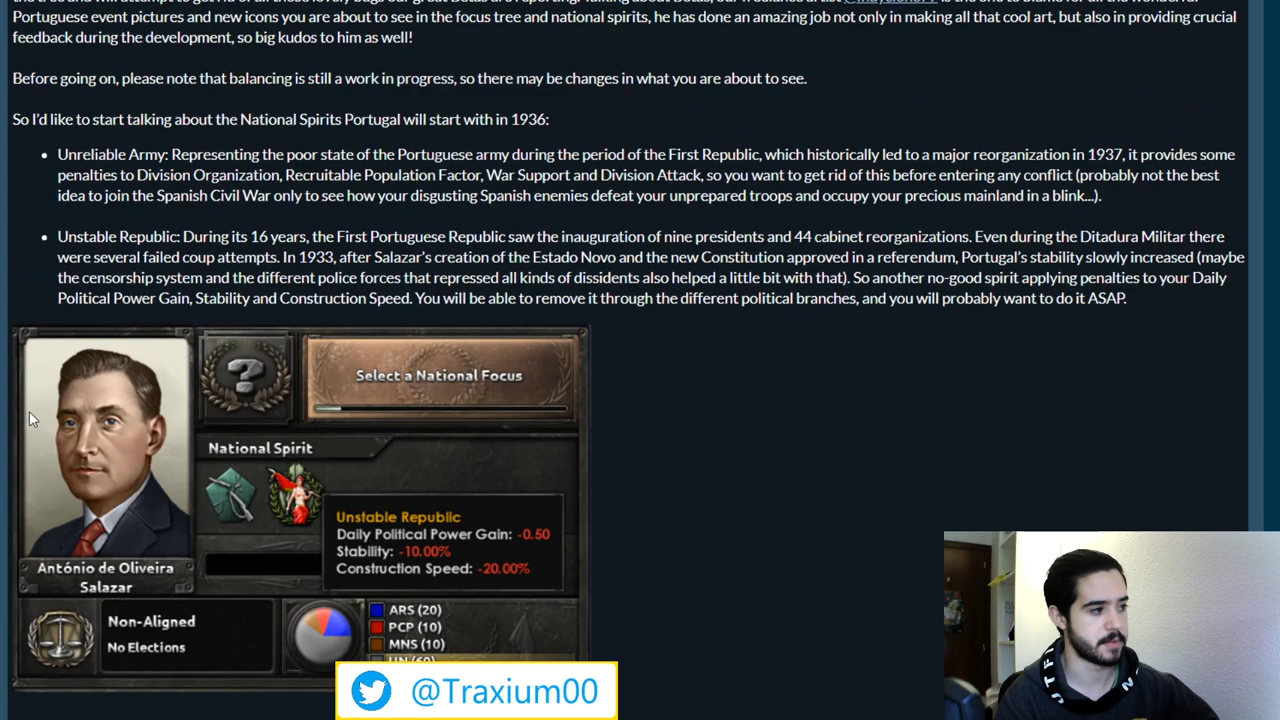 Portuguese event pictures and new icons you are about to see in the focus tree and national spirits, he has done an amazing job not only in making all that cool art, but also in providing crucial
feedback during the development, so big kudos to him as well!
Before going on, please note that balancing is still a work in progress, so there may be changes in what you are about to see.
So I'd like to start talking about the National Spirits Portugal will start with in 1936:
• Unreliable Army: Representing the poor state of the Portuguese army during the period of the First Republic, which historically led to a major reorganization in 1937, it provides some
penalties to Division Organization, Recruitable Population Factor, War Support and Division Attack, so you want to get rid of this before entering any conflict (probably not the best
idea to join the Spanish Civil War only to see how your disgusting Spanish enemies defeat your unprepared troops and occupy your precious mainland in a blink...).
• Unstable Republic: During its 16 years, the First Portuguese Republic saw the inauguration of nine presidents and 44 cabinet reorganizations. Even during the Ditadura Militar there
were several failed coup attempts. In 1933, after Salazar's creation of the Estado Novo and the new Constitution approved in a referendum, Portugal's stability slowly increased (maybe
the censorship system and the different police forces that repressed all kinds of dissidents also helped a little bit with that). So another no-good spirit applying penalties to your Daily
Political Power Gain, Stability and Construction Speed. You will be able to remove it through the different political branches, and you will probably want to do it ASAP.
?
Select a National Focus
National Spirit
Unstable Republic
Daily Political Power Gain: -0.50
Stability: -10.00%
Construction Speed: -20.00%
António de Oliveira
Salazar
Non-Aligned
No Elections
ARS (20)
PCP (10)
MNS (10)
UN (60)
@Traxium00